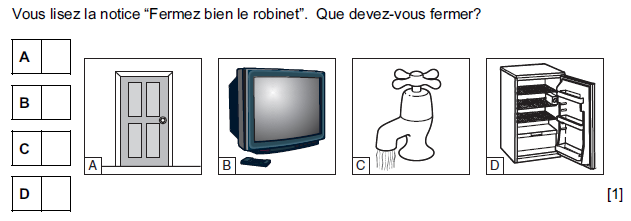 Vous lisez la notice “Fermez bien le robinet”.  Que devez-vous fermer?
A
B
C
D
A
B
C
D
[1]